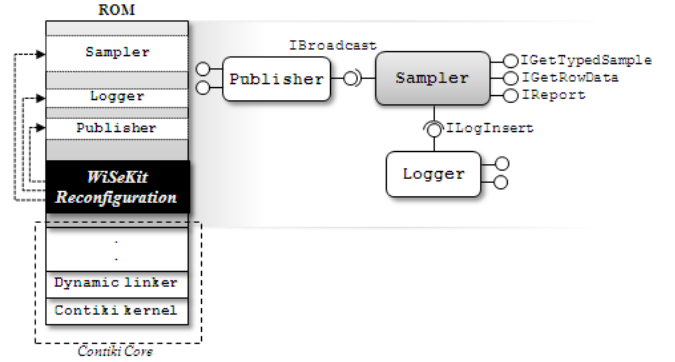 ROM
Sampler
Logger
Publisher
WiSeKit
Reconfiguration
.
.
Dynamic linker
Contiki kernel
Contiki Core
IBroadcast
Publisher
Sampler
IGetTypedSample
IGetRowData
IReport
ILogInsert
Logger